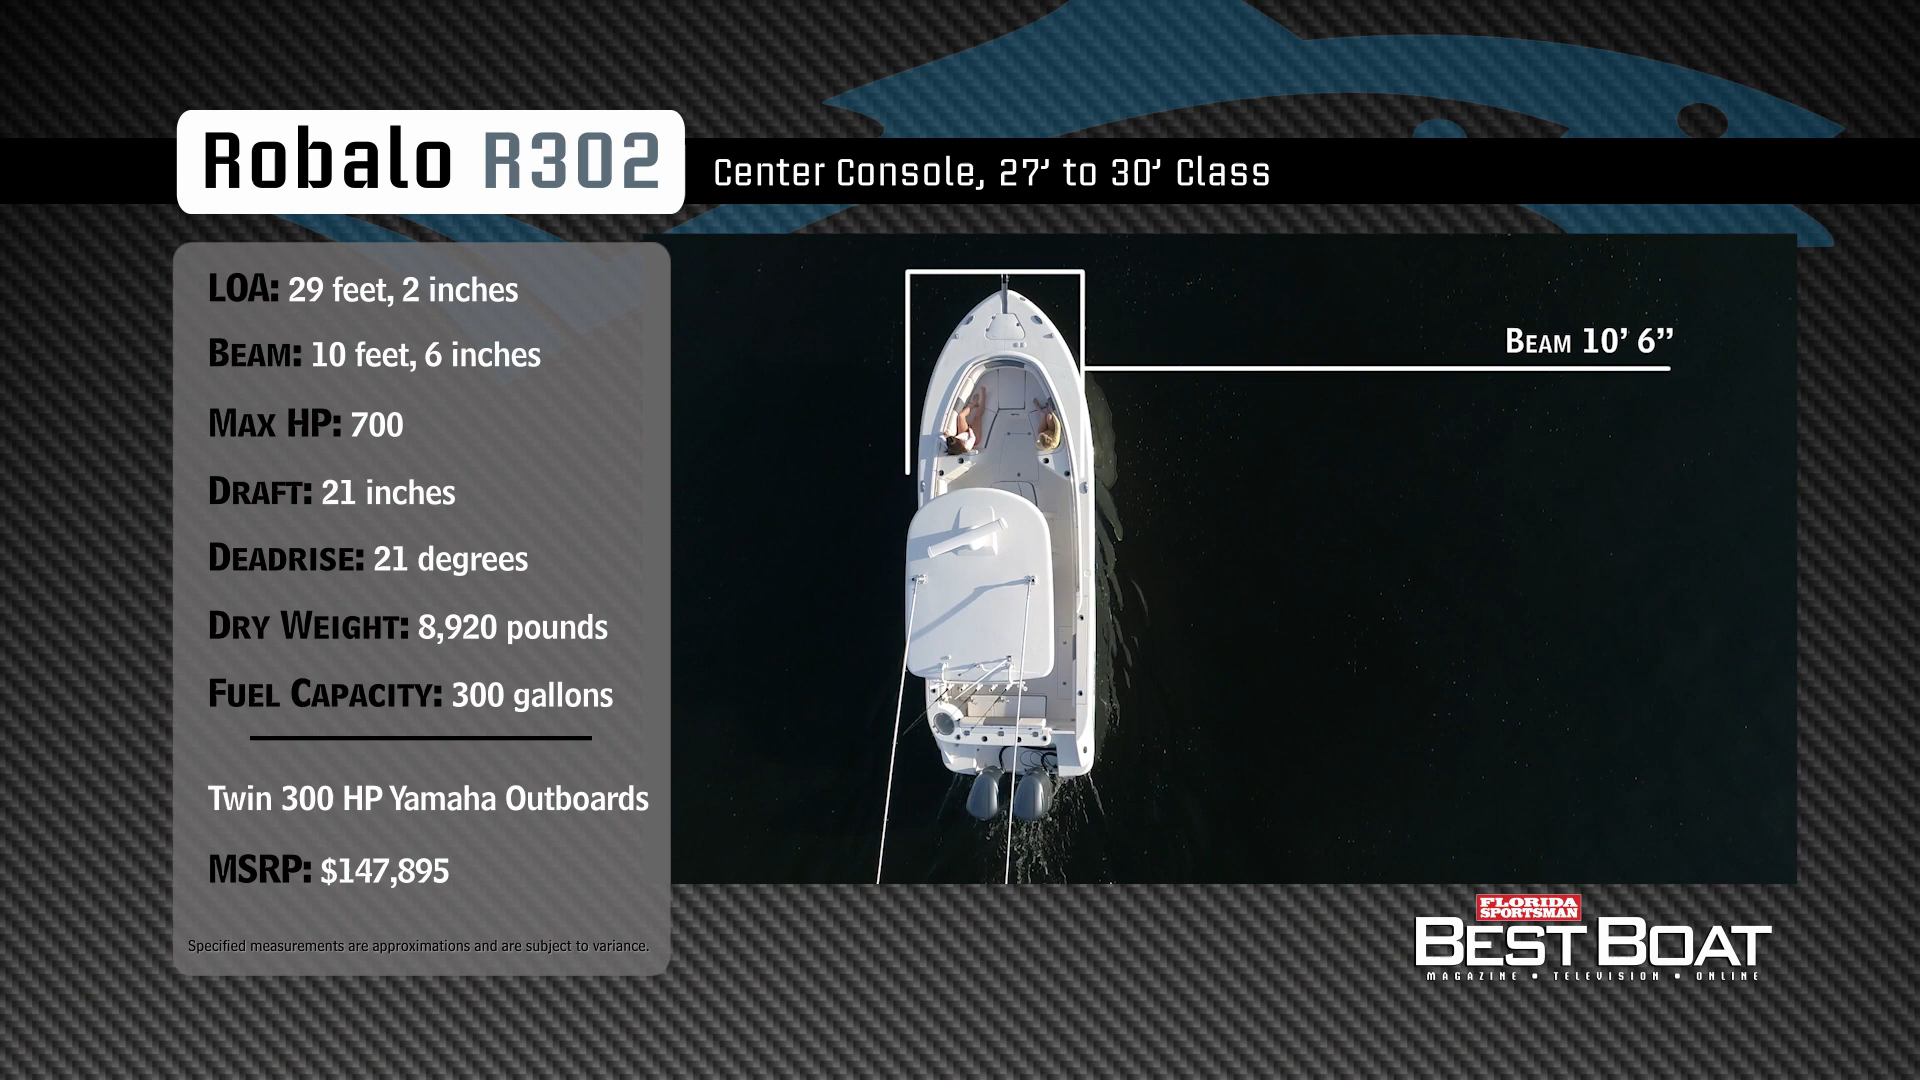 Robalo R302
Center Console, 27’ to 30’ Class
LOA: 29 feet, 2 inches
BEAM: 10 feet, 6 inches
MAX HP: 700
DRAFT: 21 inches
DEADRISE: 21 degrees
DRY WEIGHT: 8,920 pounds
FUEL CAPACITY: 300 gallons
Twin 300 HP Yamaha Outboards
MSRP: $147,895
Specified measurements are approximations and are subject to variance.
BEAM 10’ 6”
FLORIDA
SPORTSMAN
BEST BOAT
MAGAZINE • TELEVISION • ONLINE